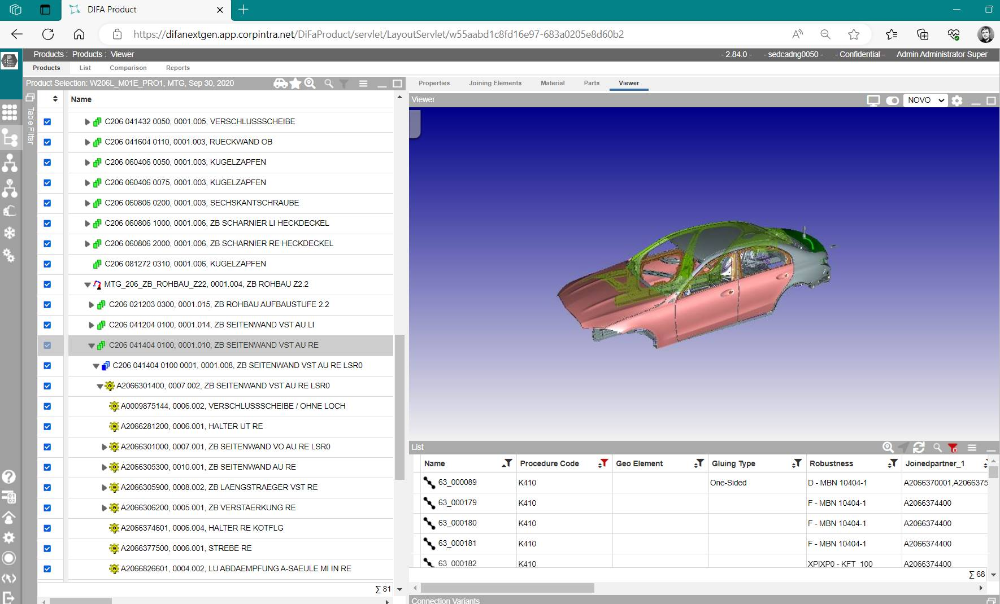 DIFA Product
https://difanextgen.app.corpintra.net/DiFaProduct/servlet/LayoutServlet/w55aabd1c8fd16e97-683a0205e8d60b2
Products : Products : Viewer
- 2.84.0 - - sedcadng0050 - - Confidential - Admin Administrator Super
Products List Comparison Reports
Product Selection: W206L_M01E_PRO1, MTG, Sep 30, 2020
Table Filter
Name
C206 041432 0050, 0001.005, VERSCHLUSSSCHEIBE
C206 041604 0110, 0001.003, RUECKWAND OB
C206 060406 0050, 0001.003, KUGELZAPFEN
C206 060406 0075, 0001.003, KUGELZAPFEN
C206 060806 0200, 0001.003, SECHSKANTSCHRAUBE
C206 060806 1000, 0001.006, ZB SCHARNIER LI HECKDECKEL
C206 060806 2000, 0001.006, ZB SCHARNIER RE HECKDECKEL
C206 081272 0310, 0001.006, KUGELZAPFEN
MTG_206_ZB_ROHBAU_Z22, 0001.004, ZB ROHBAU Z2.2
C206 021203 0300, 0001.015, ZB ROHBAU AUFBAUSTUFE 2.2
C206 041204 0100, 0001.014, ZB SEITENWAND VST AU LI
C206 041404 0100, 0001.010, ZB SEITENWAND VST AU RE
C206 041404 0100 0001, 0001.008, ZB SEITENWAND VST AU RE LSR0
A2066301400, 0007.002, ZB SEITENWAND VST AU RE LSR0
A0009875144, 0006.002, VERSCHLUSSSCHEIBE / OHNE LOCH
A2066281200, 0006.001, HALTER UT RE
A2066301000, 0007.001, ZB SEITENWAND VO AU RE LSR0
A2066305300, 0010.001, ZB SEITENWAND AU RE
A2066305900, 0008.002, ZB LAENGSTRAEGER VST RE
A2066306200, 0005.001, ZB VERSTAERKUNG RE
A2066374601, 0006.004, HALTER RE KOTFLG
A2066377500, 0006.001, STREBE RE
A2066826601, 0004.002, LU ABDAEMPFUNG A-SAEULE MI IN RE
∑ 81
Properties Joining Elements Material Parts Viewer
Viewer
NOVO
List
Name Procedure Code Geo Element Gluing Type Robustness Joinedpartner_1
63_000089 K410 One-Sided D - MBN 10404-1 A2066370001,A2066375
63_000179 K410 F - MBN 10404-1 A2066374400
63_000180 K410 F - MBN 10404-1 A2066374400
63_000181 K410 F - MBN 10404-1 A2066374400
63_000182 K410 XP|XP0 - KFT_100 A2066374400
∑ 68
Connection Variants